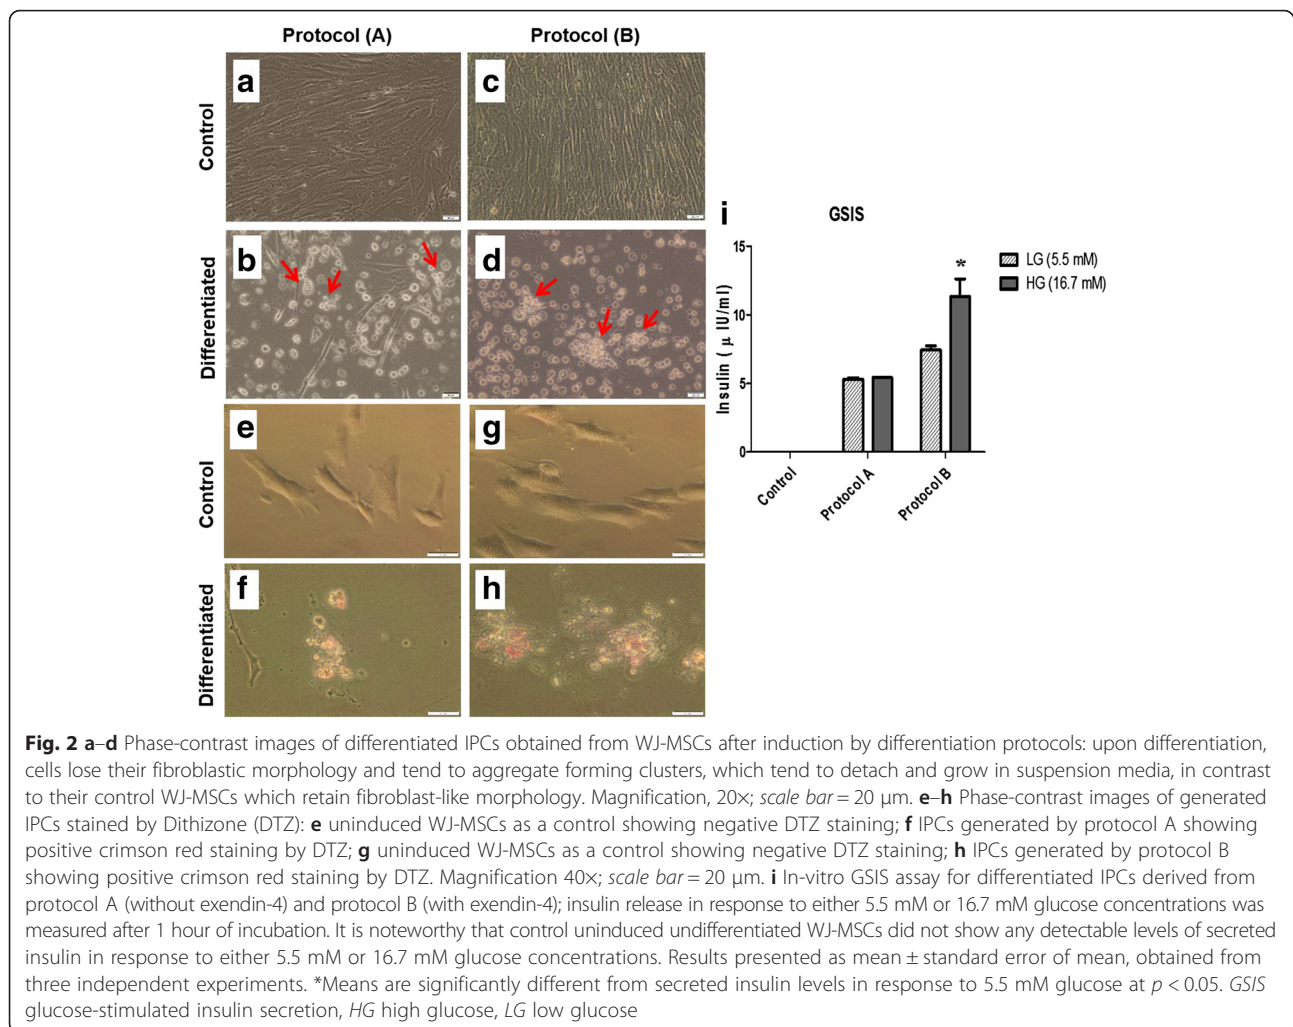 Protocol (A)
Protocol (B)
Control
a
c
Differentiated
b
d
Control
e
g
Differentiated
f
h
i
GSIS
Insulin ( μ IU/ml)
15
10
5
0
*
LG (5.5 mM)
HG (16.7 mM)
Control
Protocol A
Protocol B
Fig. 2 a–d Phase-contrast images of differentiated IPCs obtained from WJ-MSCs after induction by differentiation protocols: upon differentiation,
cells lose their fibroblastic morphology and tend to aggregate forming clusters, which tend to detach and grow in suspension media, in contrast
to their control WJ-MSCs which retain fibroblast-like morphology. Magnification, 20×; scale bar = 20 μm. e–h Phase-contrast images of generated
IPCs stained by Dithizone (DTZ): e uninduced WJ-MSCs as a control showing negative DTZ staining; f IPCs generated by protocol A showing
positive crimson red staining by DTZ; g uninduced WJ-MSCs as a control showing negative DTZ staining; h IPCs generated by protocol B
showing positive crimson red staining by DTZ. Magnification 40×; scale bar = 20 μm. i In-vitro GSIS assay for differentiated IPCs derived from
protocol A (without exendin-4) and protocol B (with exendin-4); insulin release in response to either 5.5 mM or 16.7 mM glucose concentrations was
measured after 1 hour of incubation. It is noteworthy that control uninduced undifferentiated WJ-MSCs did not show any detectable levels of secreted
insulin in response to either 5.5 mM or 16.7 mM glucose concentrations. Results presented as mean ± standard error of mean, obtained from
three independent experiments. *Means are significantly different from secreted insulin levels in response to 5.5 mM glucose at p < 0.05. GSIS
glucose-stimulated insulin secretion, HG high glucose, LG low glucose